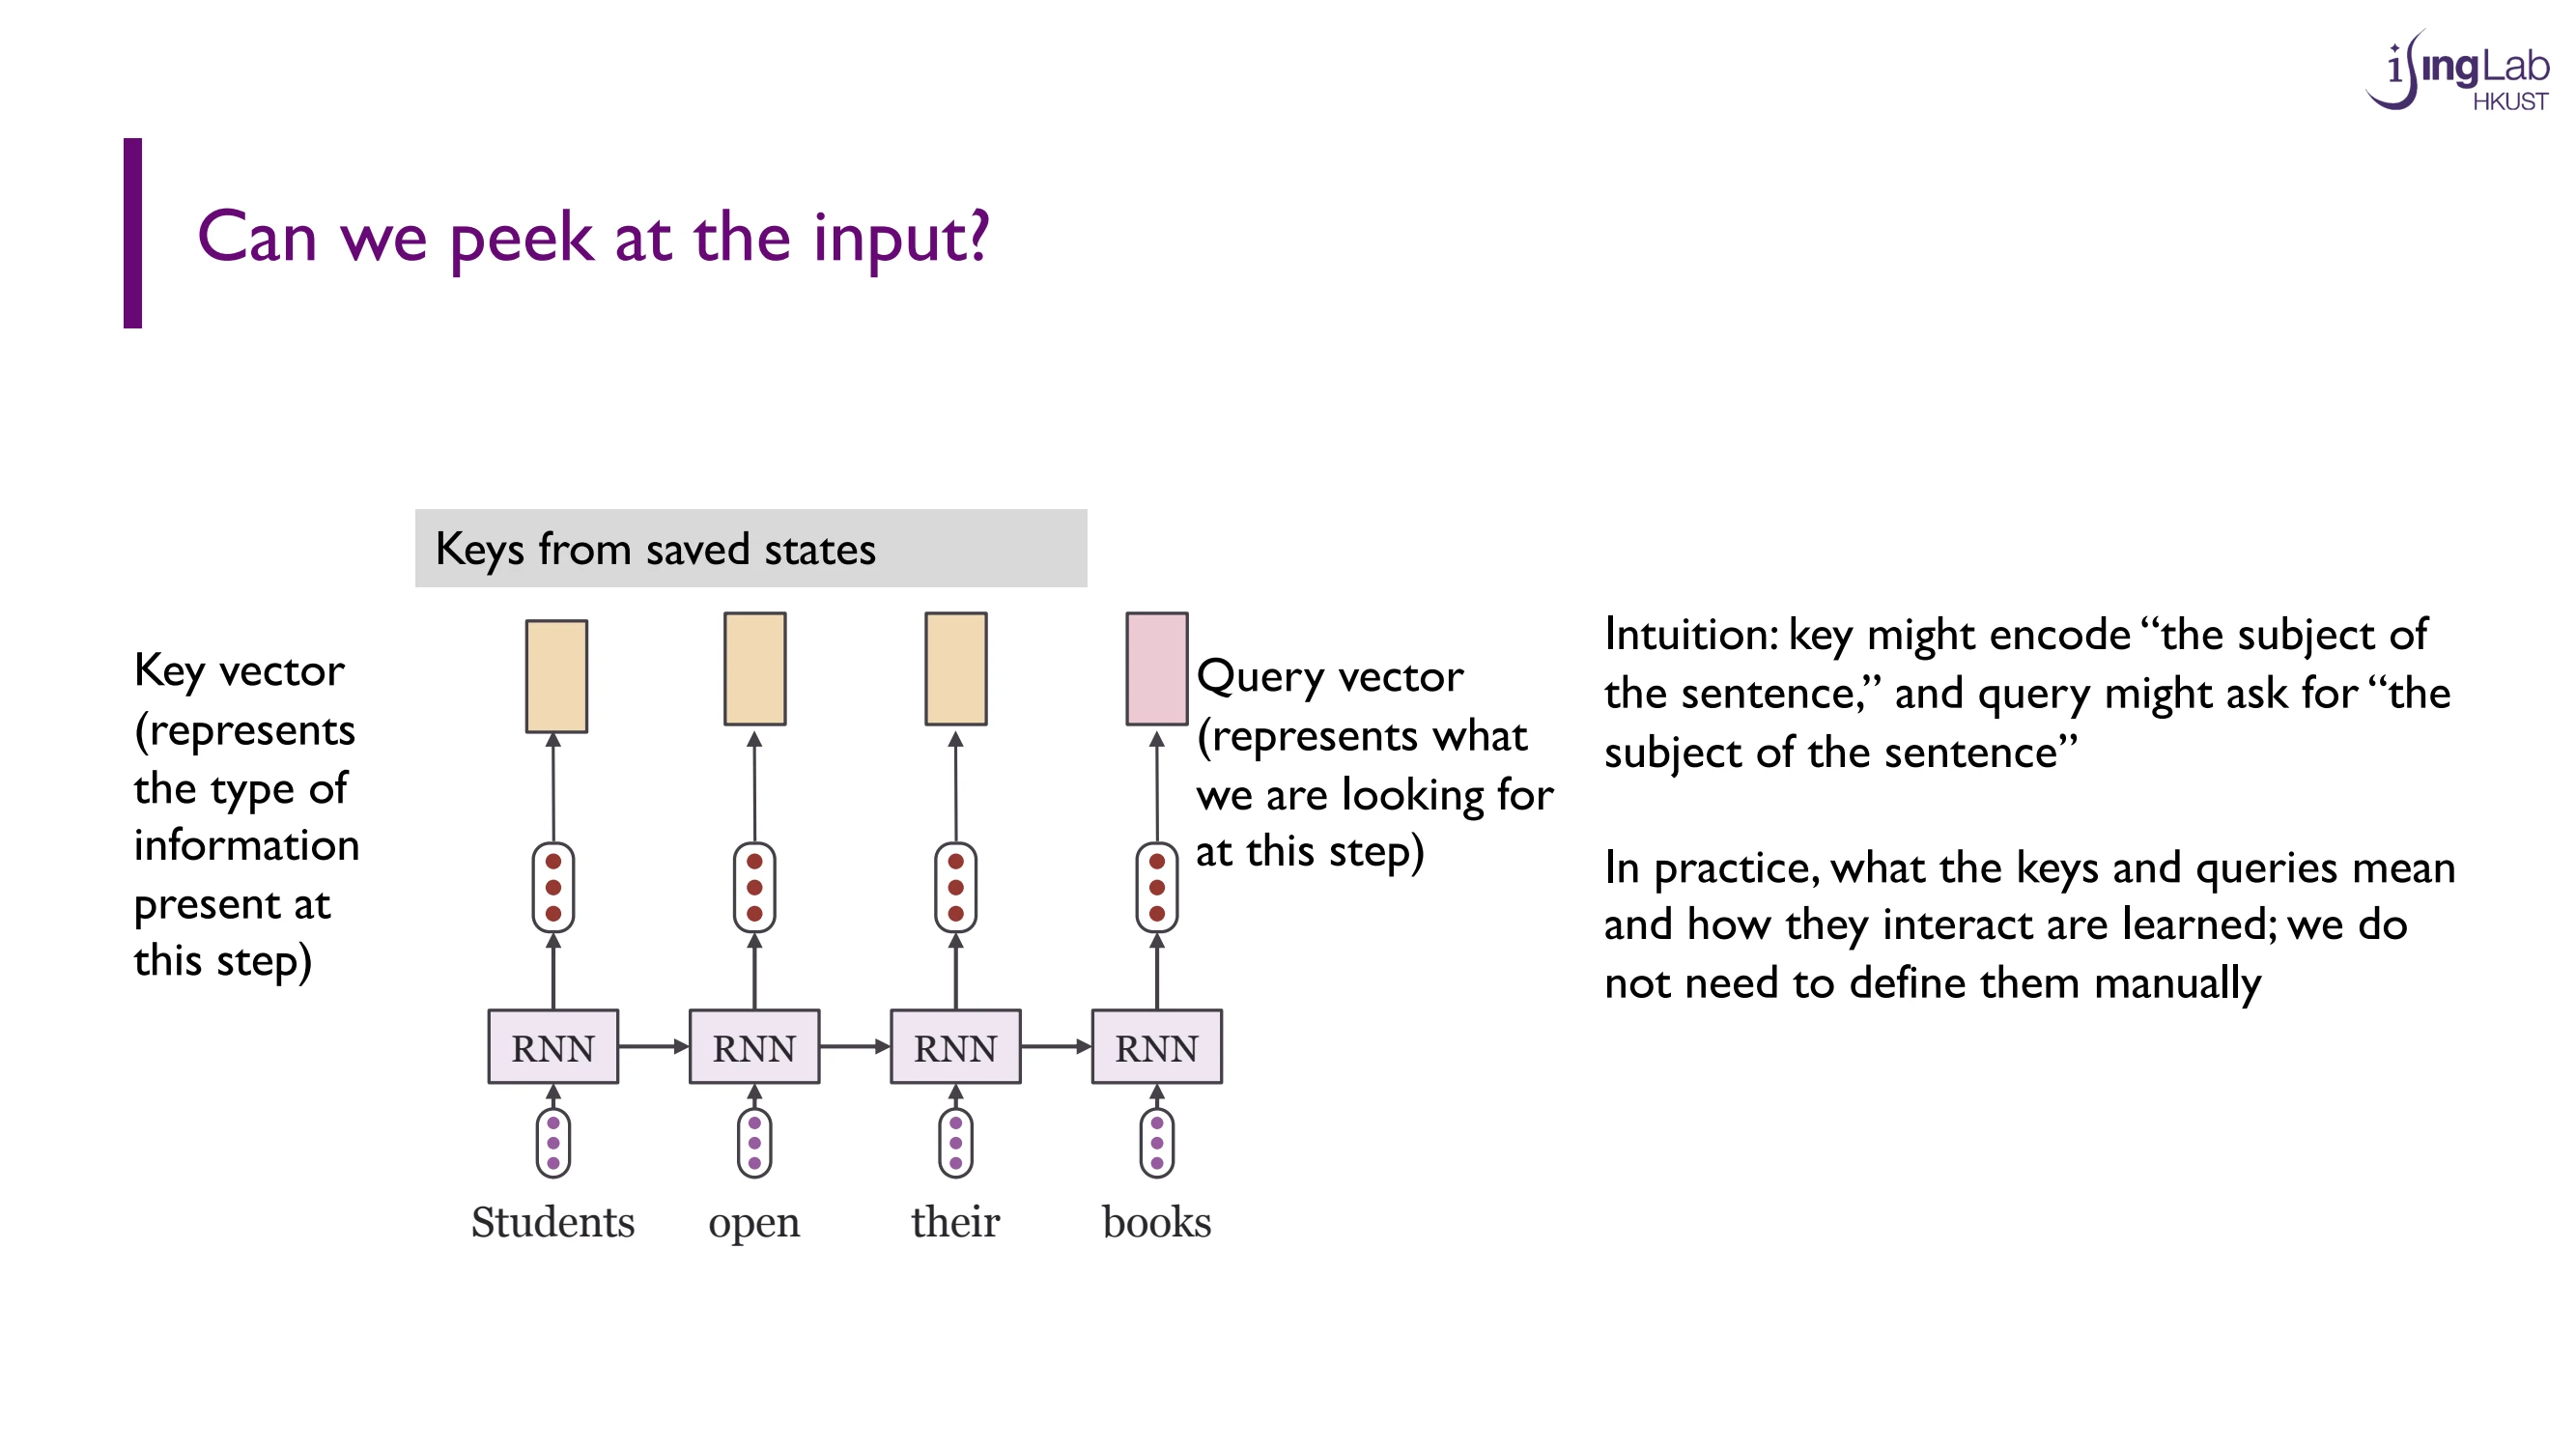 iSingLab
HKUST
Can we peek at the input?
Keys from saved states
Key vector
(represents
the type of
information
present at
this step)
Query vector
(represents what
we are looking for
at this step)
Intuition: key might encode “the subject of
the sentence,” and query might ask for “the
subject of the sentence”
In practice, what the keys and queries mean
and how they interact are learned; we do
not need to define them manually
RNN RNN RNN RNN
Students open their books